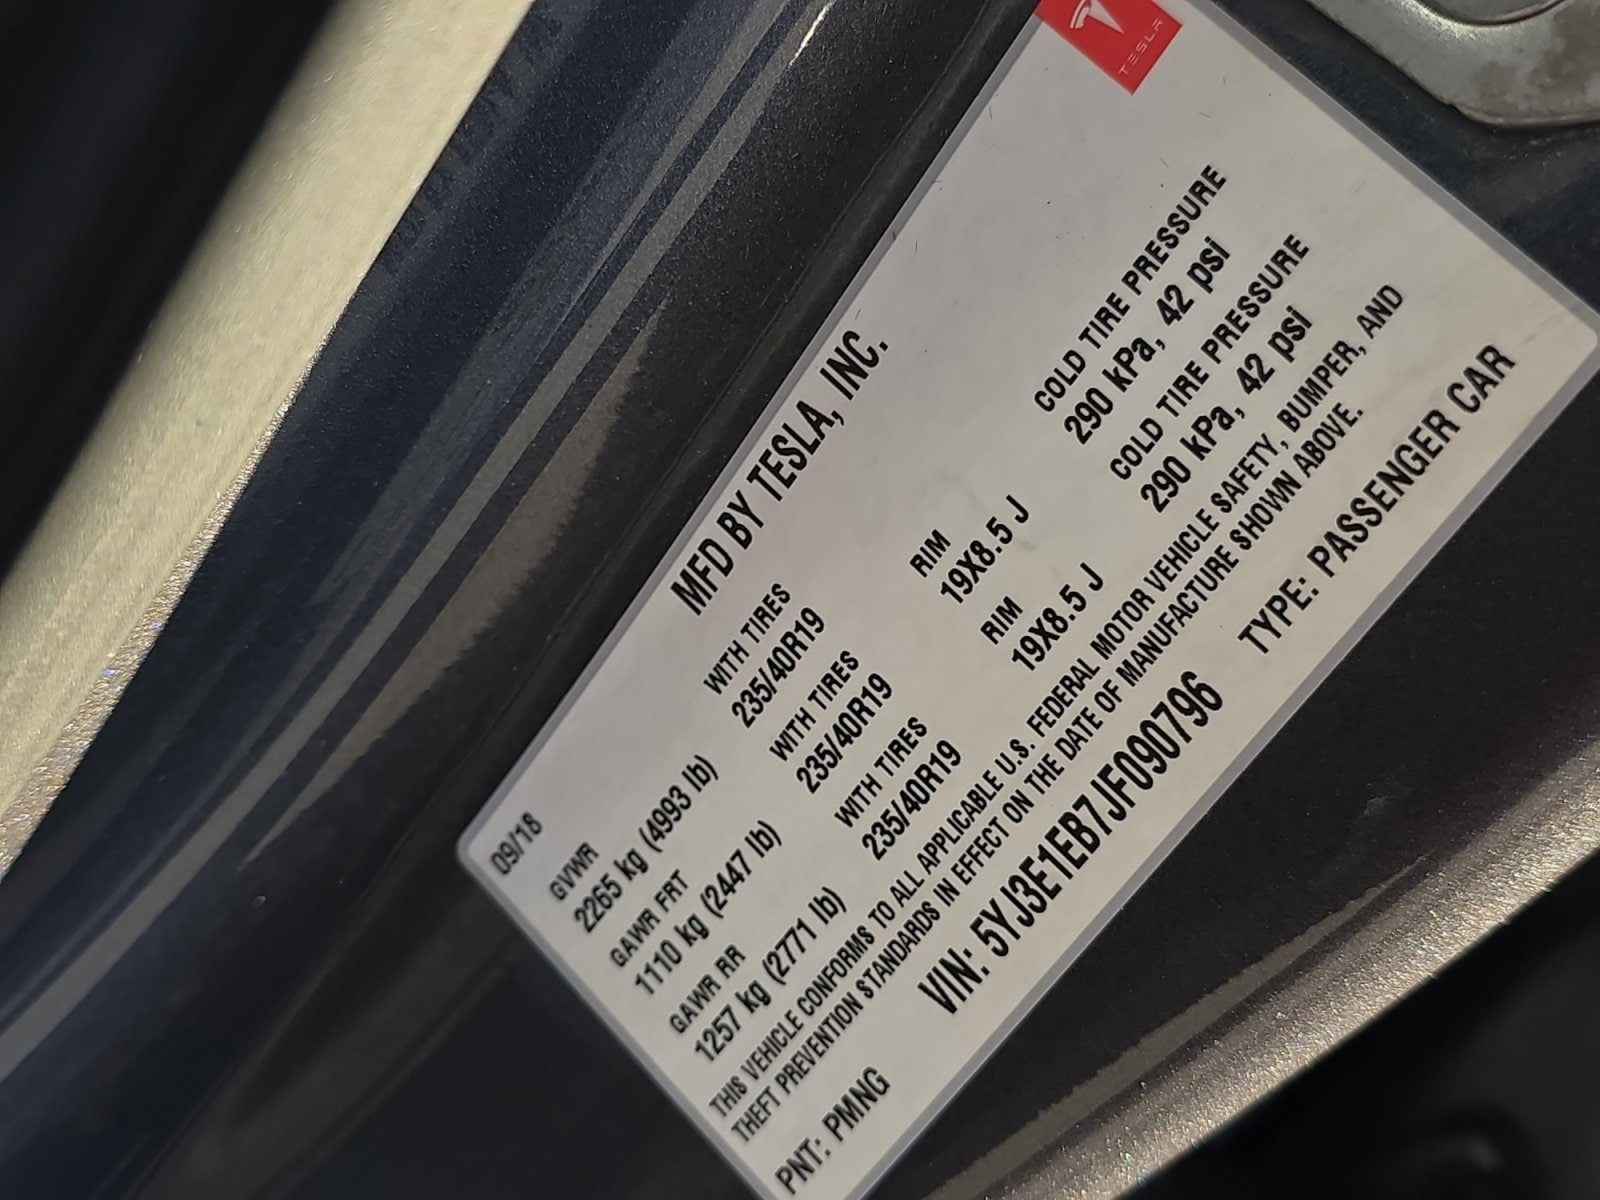 TESLA
09/18 MFD BY TESLA, INC.
GVWR WITH TIRES RIM COLD TIRE PRESSURE
2265 kg (4993 lb) 235/40R19 19X8.5 J 290 kPa, 42 psi
GAWR FRT WITH TIRES RIM COLD TIRE PRESSURE
1110 kg (2447 lb) 235/40R19 19X8.5 J 290 kPa, 42 psi
GAWR RR WITH TIRES
1257 kg (2771 lb) 235/40R19
THIS VEHICLE CONFORMS TO ALL APPLICABLE U.S. FEDERAL MOTOR VEHICLE SAFETY, BUMPER, AND
THEFT PREVENTION STANDARDS IN EFFECT ON THE DATE OF MANUFACTURE SHOWN ABOVE.
PNT: PMNG VIN: 5YJ3E1EB7JF090796 TYPE: PASSENGER CAR